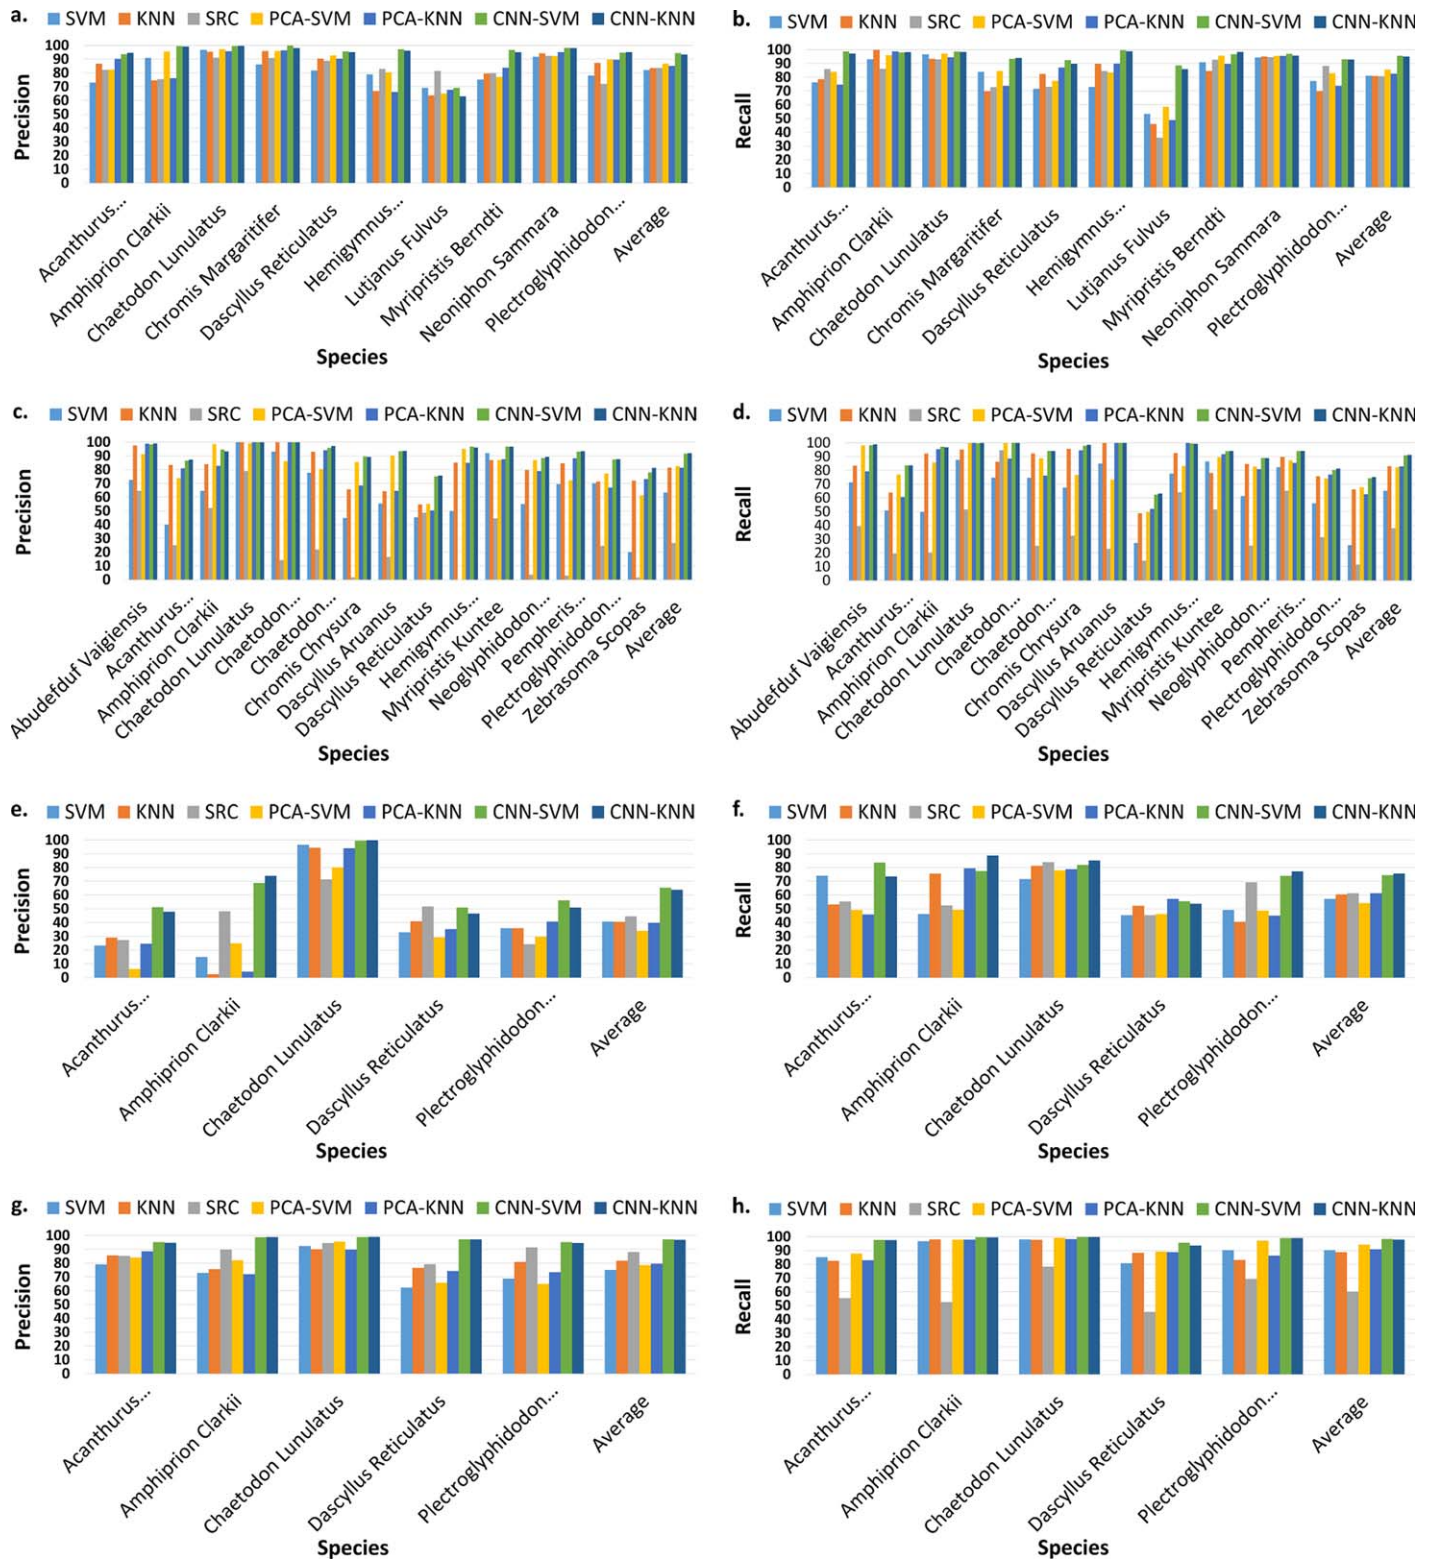 a. SVM KNN SRC PCA-SVM PCA-KNN CNN-SVM CNN-KNN
Precision
100
90
80
70
60
50
40
30
20
10
0
Acanthurus...
Amphiprion Clarkii
Chaetodon Lunulatus
Chromis Margaritifer
Dascyllus Reticulatus
Hemigymnus...
Lutjanus Fulvus
Myripristis Berndti
Neoniphon Sammara
Plectroglyphidodon...
Average
Species
b. SVM KNN SRC PCA-SVM PCA-KNN CNN-SVM CNN-KNN
Recall
100
90
80
70
60
50
40
30
20
10
0
Acanthurus...
Amphiprion Clarkii
Chaetodon Lunulatus
Chromis Margaritifer
Dascyllus Reticulatus
Hemigymnus...
Lutjanus Fulvus
Myripristis Berndti
Neoniphon Sammara
Plectroglyphidodon...
Average
Species
c. SVM KNN SRC PCA-SVM PCA-KNN CNN-SVM CNN-KNN
Precision
100
90
80
70
60
50
40
30
20
10
0
Abudefduf Vaigiensis
Acanthurus...
Amphiprion Clarkii
Chaetodon Lunulatus
Chaetodon...
Chaetodon...
Chromis Chrysura
Dascyllus Aruanus
Dascyllus Reticulatus
Hemigymnus...
Myripristis Kuntee
Neoglyphidodon...
Pempheris...
Plectroglyphidodon...
Zebrasoma Scopas
Average
Species
d. SVM KNN SRC PCA-SVM PCA-KNN CNN-SVM CNN-KNN
Recall
100
90
80
70
60
50
40
30
20
10
0
Abudefduf Vaigiensis
Acanthurus...
Amphiprion Clarkii
Chaetodon Lunulatus
Chaetodon...
Chaetodon...
Chromis Chrysura
Dascyllus Aruanus
Dascyllus Reticulatus
Hemigymnus...
Myripristis Kuntee
Neoglyphidodon...
Pempheris...
Plectroglyphidodon...
Zebrasoma Scopas
Average
Species
e. SVM KNN SRC PCA-SVM PCA-KNN CNN-SVM CNN-KNN
Precision
100
90
80
70
60
50
40
30
20
10
0
Acanthurus...
Amphiprion Clarkii
Chaetodon Lunulatus
Dascyllus Reticulatus
Plectroglyphidodon...
Average
Species
f. SVM KNN SRC PCA-SVM PCA-KNN CNN-SVM CNN-KNN
Recall
100
90
80
70
60
50
40
30
20
10
0
Acanthurus...
Amphiprion Clarkii
Chaetodon Lunulatus
Dascyllus Reticulatus
Plectroglyphidodon...
Average
Species
g. SVM KNN SRC PCA-SVM PCA-KNN CNN-SVM CNN-KNN
Precision
100
90
80
70
60
50
40
30
20
10
0
Acanthurus...
Amphiprion Clarkii
Chaetodon Lunulatus
Dascyllus Reticulatus
Plectroglyphidodon...
Average
Species
h. SVM KNN SRC PCA-SVM PCA-KNN CNN-SVM CNN-KNN
Recall
100
90
80
70
60
50
40
30
20
10
0
Acanthurus...
Amphiprion Clarkii
Chaetodon Lunulatus
Dascyllus Reticulatus
Plectroglyphidodon...
Average
Species